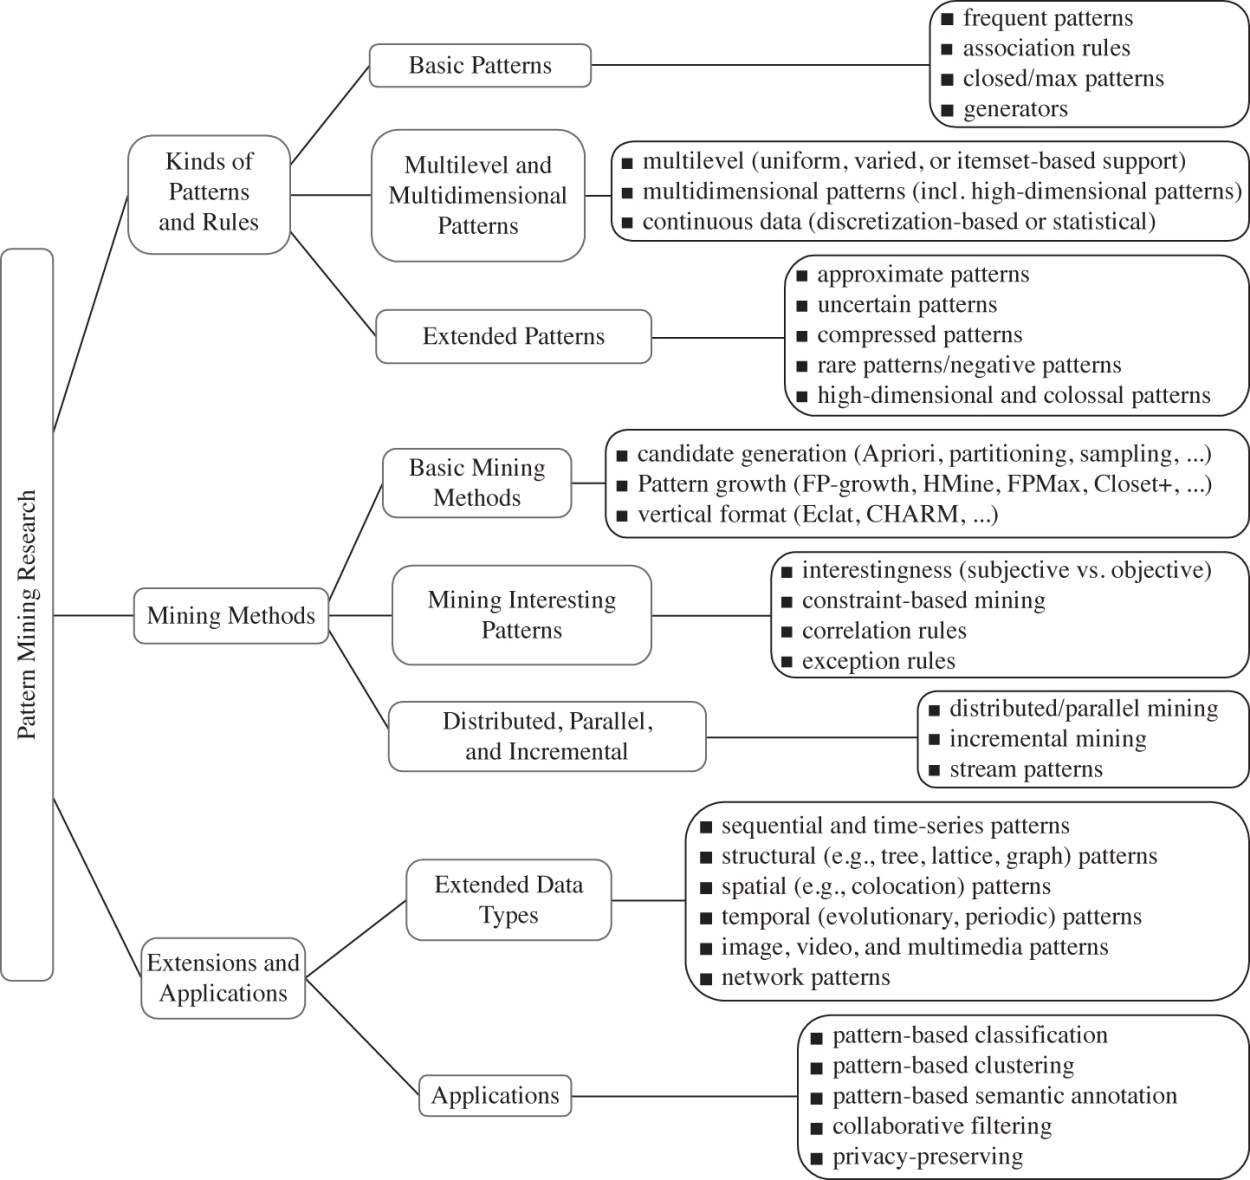 Pattern Mining Research
Kinds of
Patterns
and Rules
Basic Patterns
■ frequent patterns
■ association rules
■ closed/max patterns
■ generators
Multilevel and
Multidimensional
Patterns
■ multilevel (uniform, varied, or itemset-based support)
■ multidimensional patterns (incl. high-dimensional patterns)
■ continuous data (discretization-based or statistical)
Extended Patterns
■ approximate patterns
■ uncertain patterns
■ compressed patterns
■ rare patterns/negative patterns
■ high-dimensional and colossal patterns
Mining Methods
Basic Mining
Methods
■ candidate generation (Apriori, partitioning, sampling, ...)
■ Pattern growth (FP-growth, HMine, FPMax, Closet+, ...)
■ vertical format (Eclat, CHARM, ...)
Mining Interesting
Patterns
■ interestingness (subjective vs. objective)
■ constraint-based mining
■ correlation rules
■ exception rules
Distributed, Parallel,
and Incremental
■ distributed/parallel mining
■ incremental mining
■ stream patterns
Extensions and
Applications
Extended Data
Types
■ sequential and time-series patterns
■ structural (e.g., tree, lattice, graph) patterns
■ spatial (e.g., colocation) patterns
■ temporal (evolutionary, periodic) patterns
■ image, video, and multimedia patterns
■ network patterns
Applications
■ pattern-based classification
■ pattern-based clustering
■ pattern-based semantic annotation
■ collaborative filtering
■ privacy-preserving